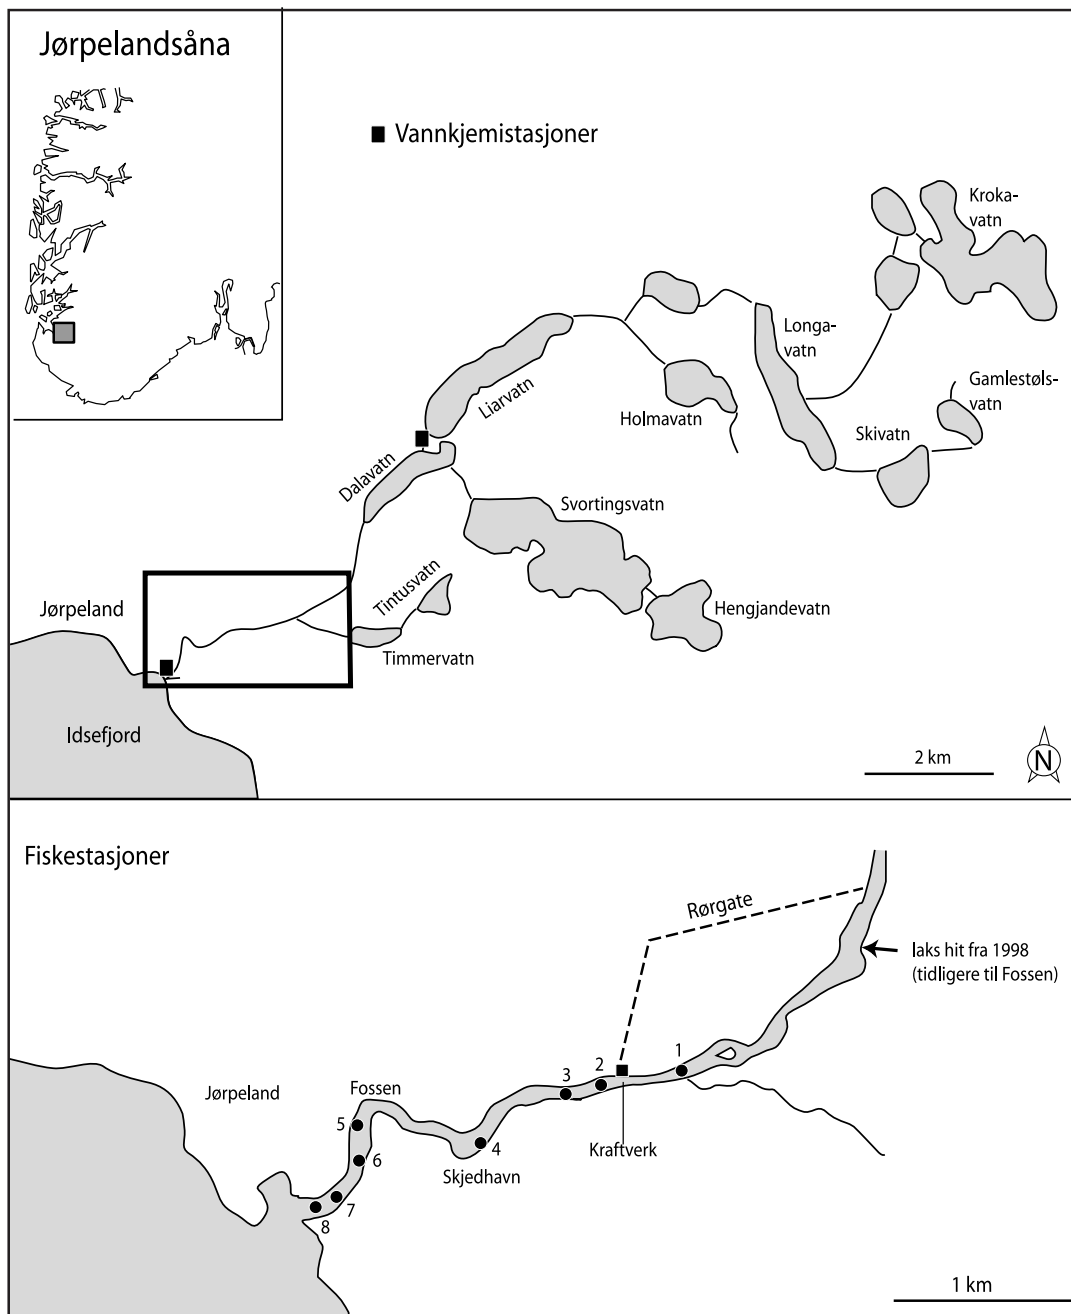 Jørpelandsåna
Vannkjemistasjoner
Kroka-
vatn
Longa-
vatn
Gamlestøls-
vatn
Liarvatn
Holmavatn
Skivatn
Dalavatn
Svortingsvatn
Tintusvatn
Jørpeland
Hengjandevatn
Timmervatn
Idsefjord
2 km
N
Fiskestasjoner
Rørgate
laks hit fra 1998
(tidligere til Fossen)
1
2
3
Jørpeland
Fossen
5
4
Kraftverk
6
Skjedhavn
7
8
1 km